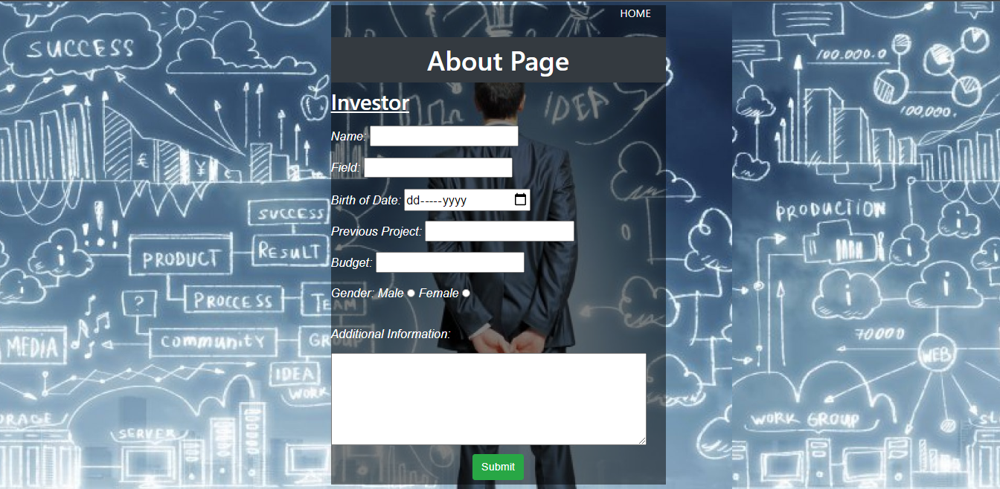 HOME
About Page
Investor
Name:
Field:
Birth of Date: dd-----yyyy
Previous Project:
Budget:
Gender: Male Female
Additional Information:
Submit
SUCCESS
IDEA
€
¥
€
SUCCESS
PRODUCT
RESULT
?
PROCCESS
TEAM
MEDIA
COMMUNITY
GROUP
IDEA
WORK
SERVER
100.000.0
100,000.
PRODUCTION
70000
WEB
WORK GROUP